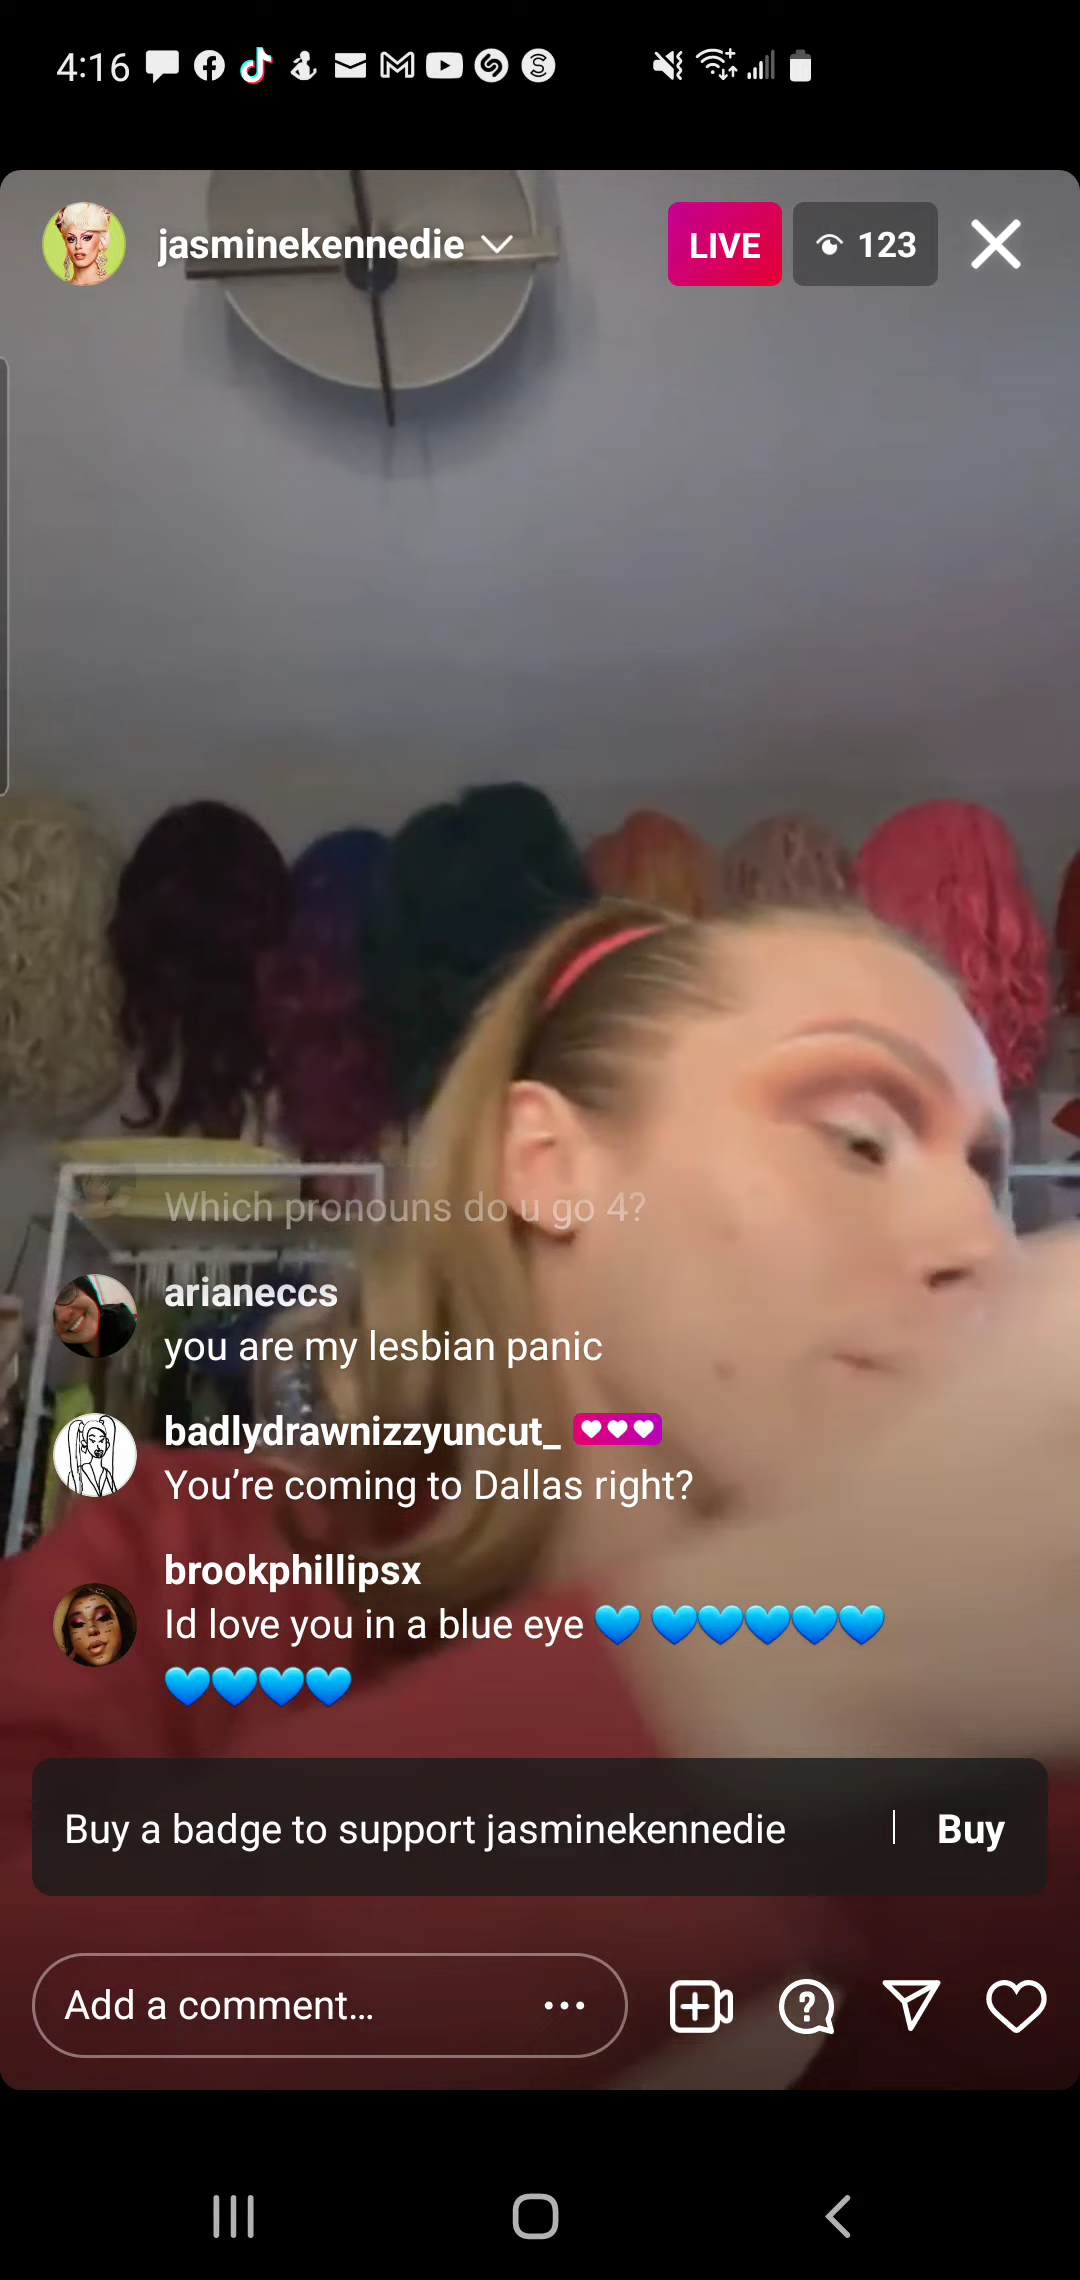 4:16
jasminekennedie
LIVE
123
Which pronouns do u go 4?
arianeccs
you are my lesbian panic
badlydrawnizzyuncut_
You’re coming to Dallas right?
brookphillipsx
Id love you in a blue eye 💙 💙💙💙💙💙
💙💙💙💙
Buy a badge to support jasminekennedie | Buy
Add a comment...